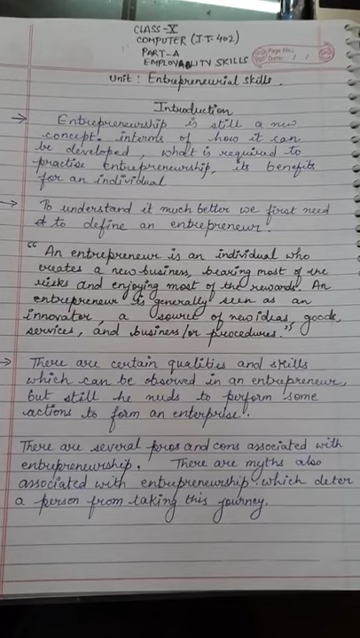 CLASS-X
COMPUTER (I.T-402)
PART-A
EMPLOYABILITY SKILLS
Page No.:
Date: / /
Unit : Entrepreneurial skills.
Introduction
→ Entrepreneurship is still a new
concept interms of how it can
be developed, what is required to
practise entrepreneurship, its benefits
for an individual
→ To understand it much better we first need
to define an entrepreneur.
" An entrepreneur is an individual who
creates a new business, bearing most of the
risks and enjoying most of the rewards. An
entrepreneur is generally seen as an
innovator, a source of new ideas, goods,
services, and business/or procedures."
→ There are certain qualities and skills
which can be observed in an entrepreneur,
but still he needs to perform some
actions to form an enterprise.
There are several pros and cons associated with
entrepreneurship. There are myths also
associated with entrepreneurship which deter
a person from taking this journey.